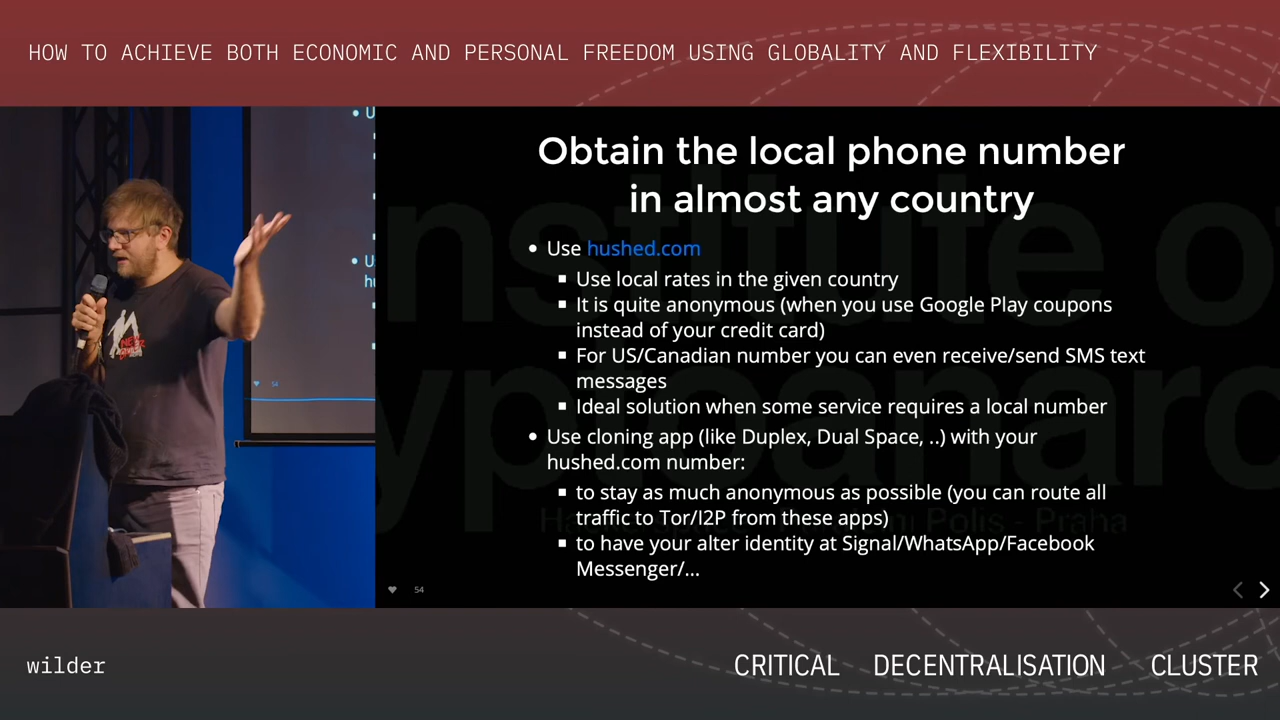 HOW TO ACHIEVE BOTH ECONOMIC AND PERSONAL FREEDOM USING GLOBALITY AND FLEXIBILITY
Obtain the local phone number
in almost any country
• Use hushed.com
▪ Use local rates in the given country
▪ It is quite anonymous (when you use Google Play coupons
instead of your credit card)
▪ For US/Canadian number you can even receive/send SMS text
messages
▪ Ideal solution when some service requires a local number
• Use cloning app (like Duplex, Dual Space, ..) with your
hushed.com number:
▪ to stay as much anonymous as possible (you can route all
traffic to Tor/I2P from these apps)
▪ to have your alter identity at Signal/WhatsApp/Facebook
Messenger/...
54
wilder
CRITICAL DECENTRALISATION CLUSTER